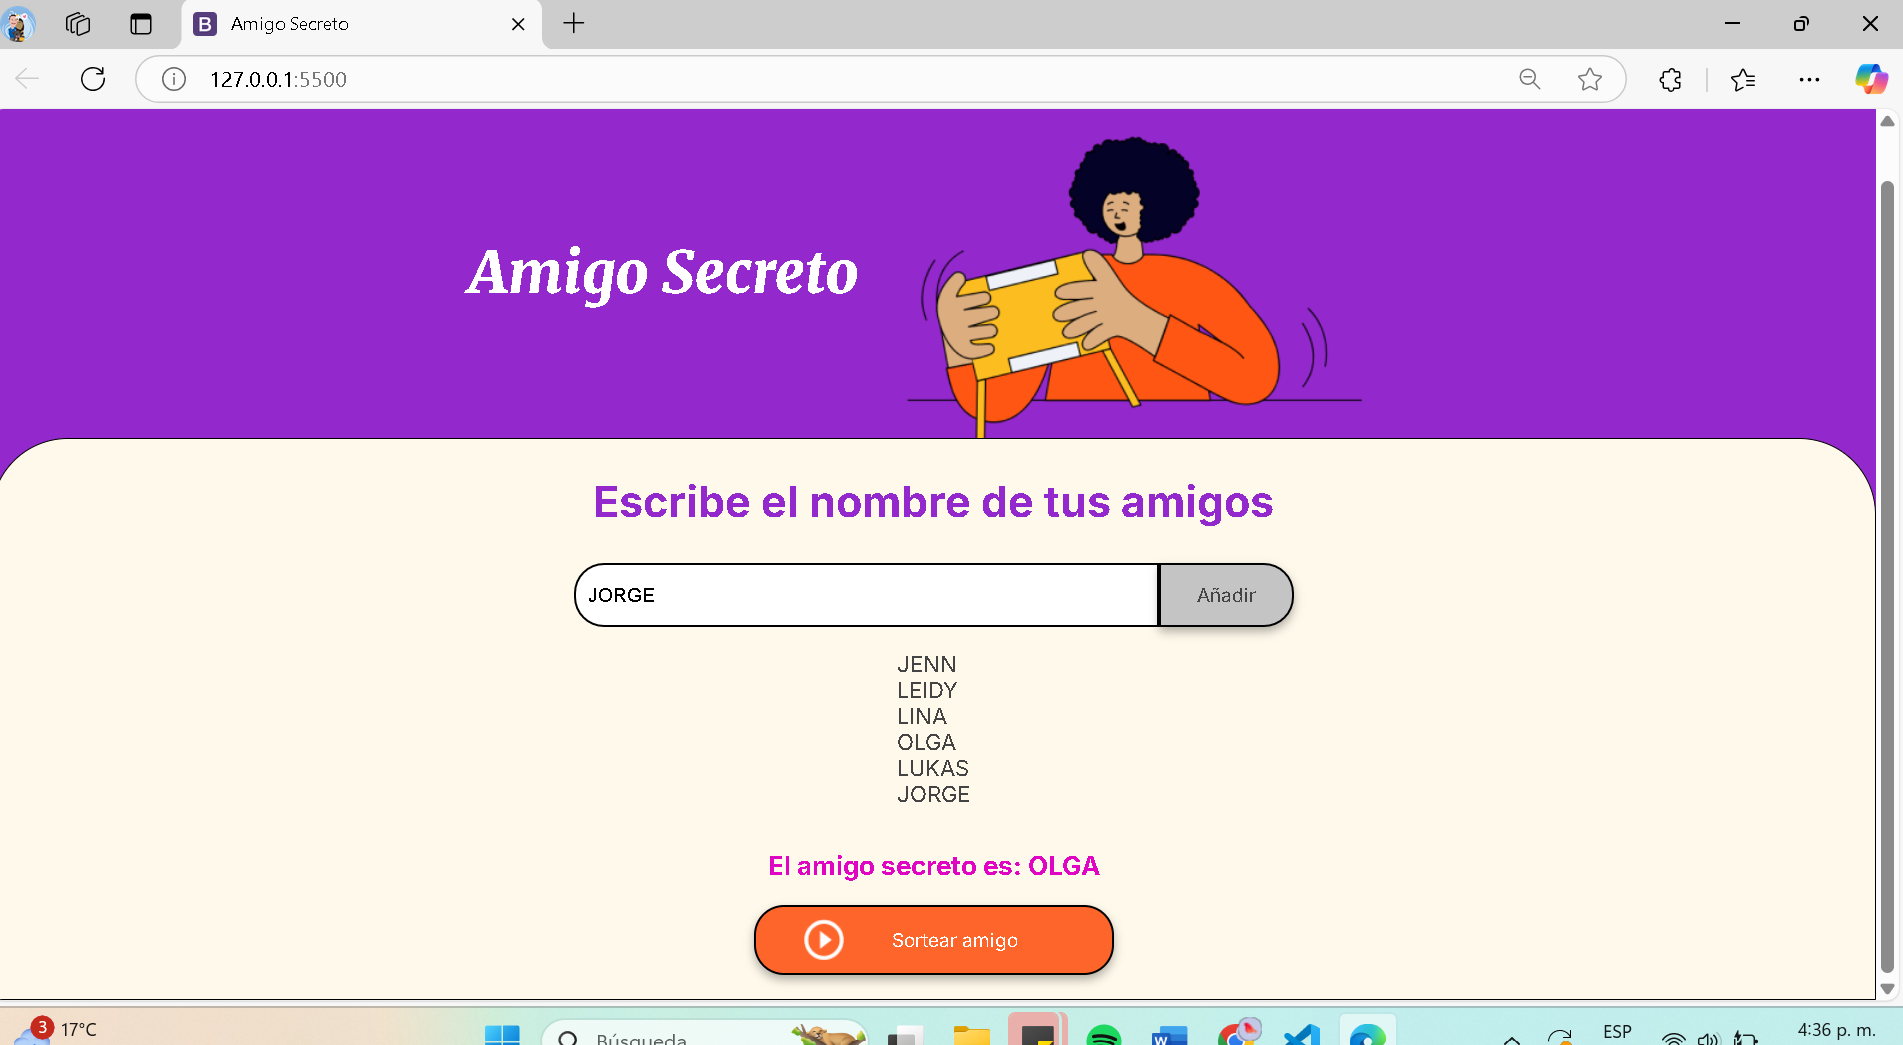 B Amigo Secreto
127.0.0.1:5500
Amigo Secreto
Escribe el nombre de tus amigos
JORGE Añadir
JENN
LEIDY
LINA
OLGA
LUKAS
JORGE
El amigo secreto es: OLGA
Sortear amigo
3 17°C
Búsqueda
W
ESP
4:36 p. m.